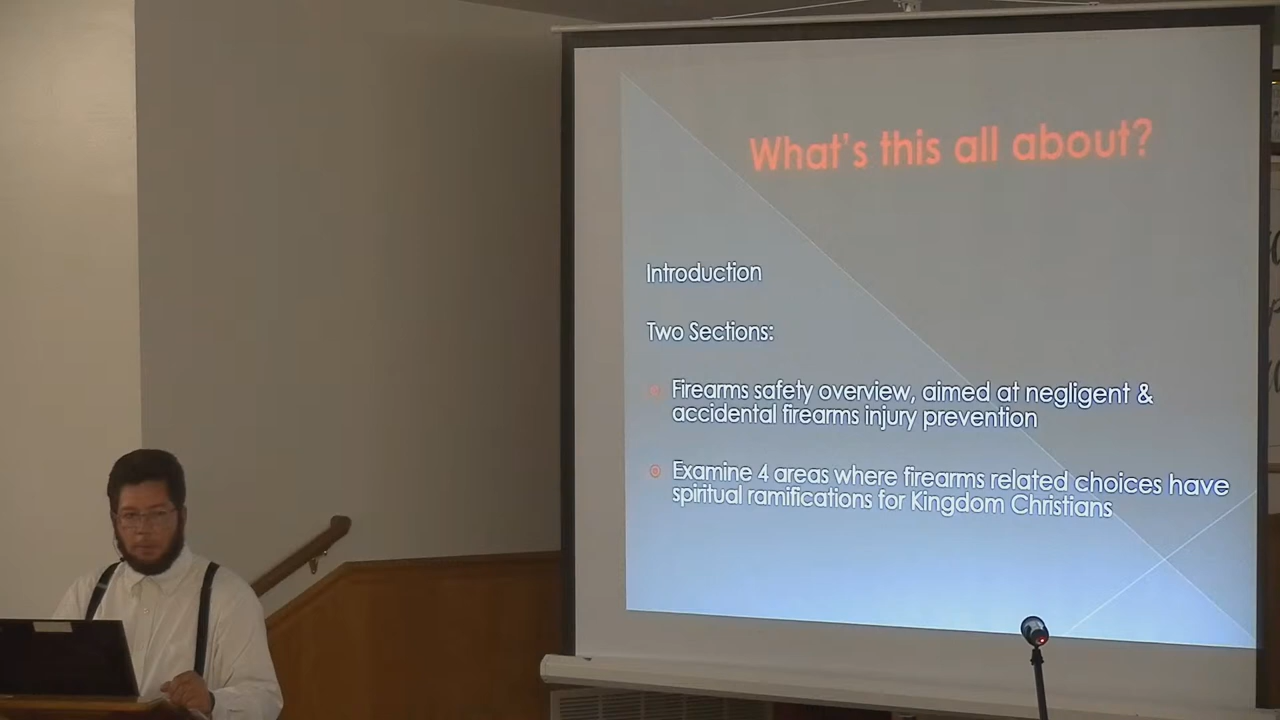 What's this all about?
Introduction
Two Sections:
Firearms safety overview, aimed at negligent &
accidental firearms injury prevention
Examine 4 areas where firearms related choices have
spiritual ramifications for Kingdom Christians